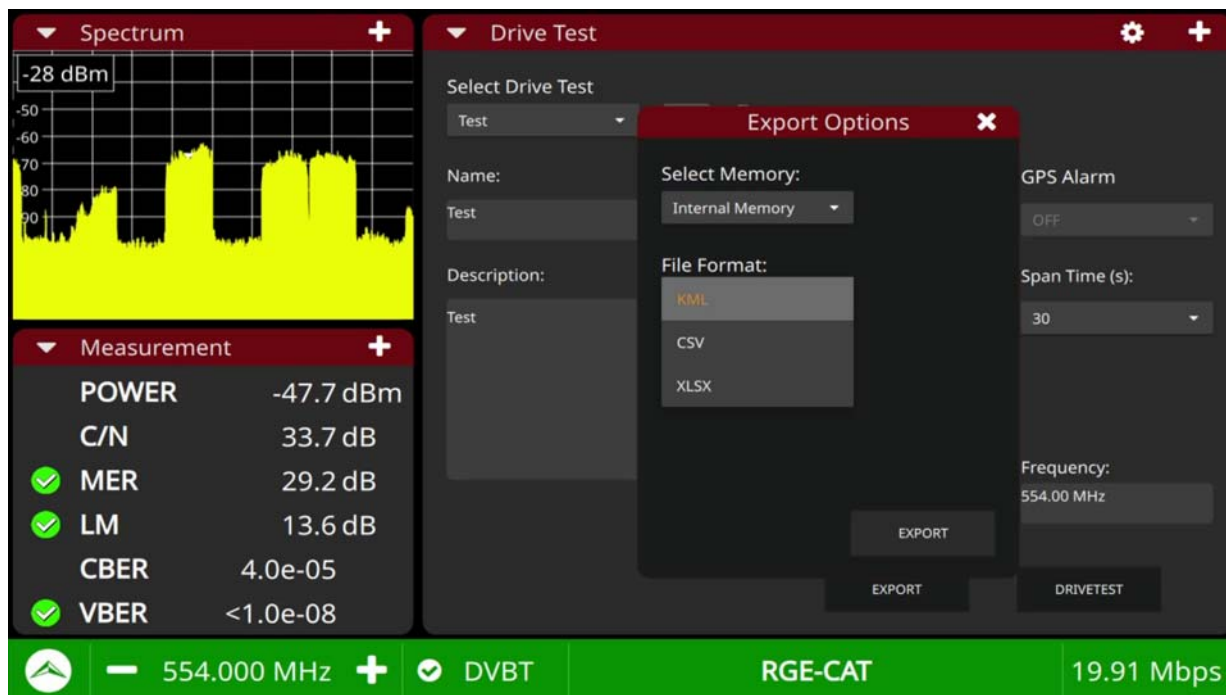 Spectrum
-28 dBm
-50
-60
-70
80
90
Measurement
POWER -47.7 dBm
C/N 33.7 dB
MER 29.2 dB
LM 13.6 dB
CBER 4.0e-05
VBER <1.0e-08
Drive Test
Select Drive Test
Test
Name:
Test
Description:
Test
Export Options
Select Memory:
Internal Memory
File Format:
KML
CSV
XLSX
EXPORT
GPS Alarm
OFF
Span Time (s):
30
Frequency:
554.00 MHz
EXPORT DRIVETEST
554.000 MHz DVBT RGE-CAT 19.91 Mbps